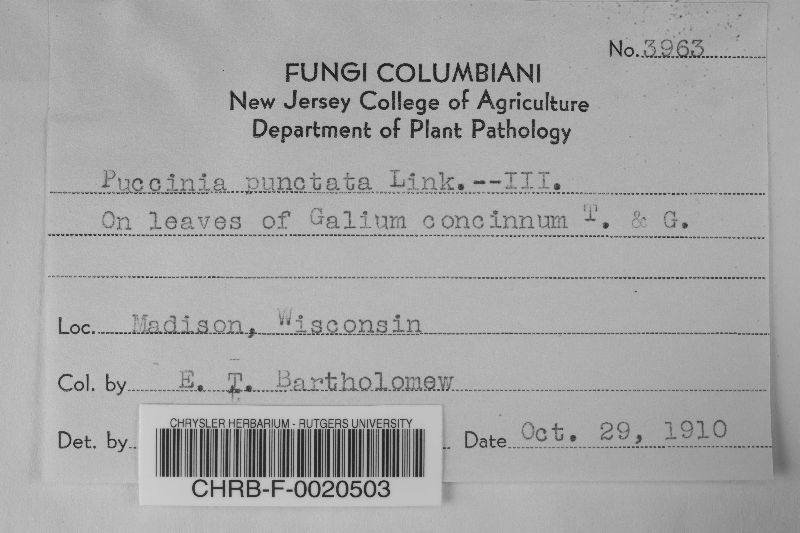 No. 3963
FUNGI COLUMBIANI
New Jersey College of Agriculture
Department of Plant Pathology
Puccinia punctata Link.--III.
On leaves of Galium concinnum T. & G.
Loc. Madison, Wisconsin
Col. by E. T. Bartholomew
Det. by Date Oct. 29, 1910
CHRYSLER HERBARIUM - RUTGERS UNIVERSITY
CHRB-F-0020503